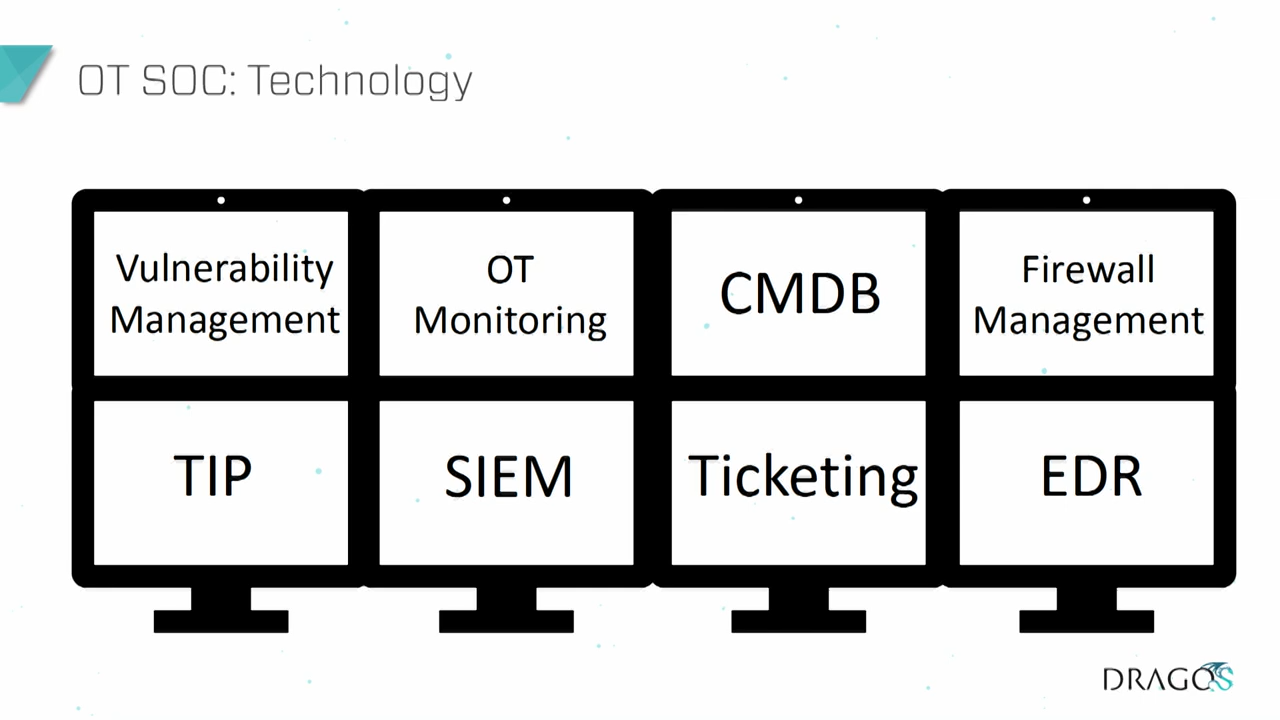 OT SOC: Technology
Vulnerability
Management
OT
Monitoring
CMDB
Firewall
Management
TIP
SIEM
Ticketing
EDR
DRAGOS